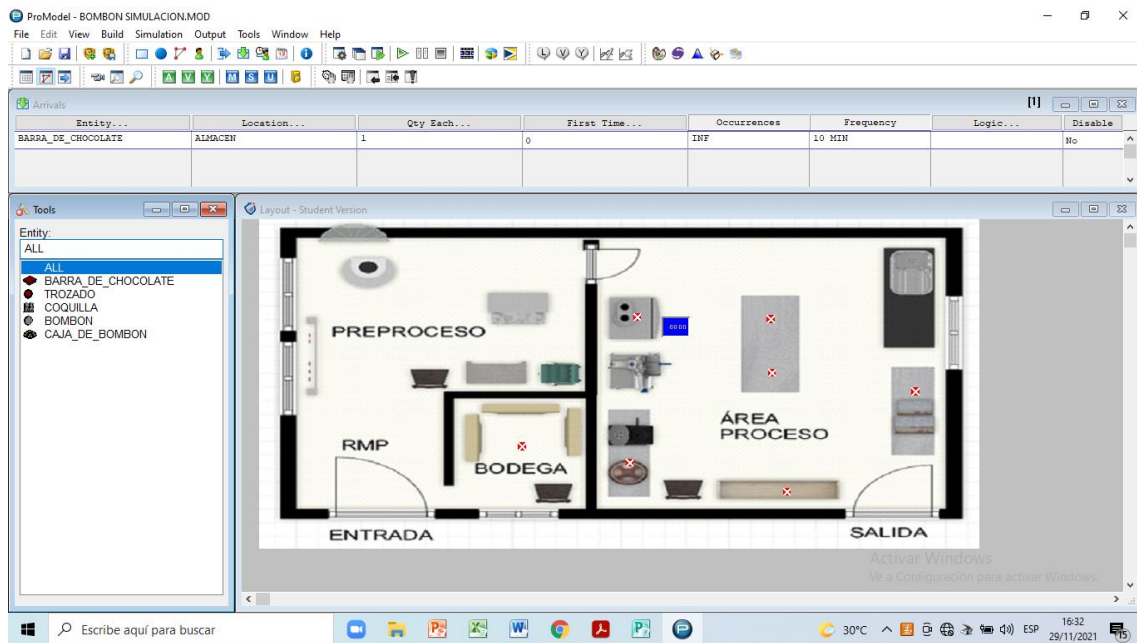 ProModel - BOMBON SIMULACION.MOD
File Edit View Build Simulation Output Tools Window Help
Arrivals [1]
Entity... Location... Qty Each... First Time... Occurrences Frequency Logic... Disable
BARRA_DE_CHOCOLATE ALMACEN 1 0 INF 10 MIN No
Tools
Layout - Student Version
Entity:
ALL
ALL
BARRA_DE_CHOCOLATE
TROZADO
COQUILLA
BOMBON
CAJA_DE_BOMBON
PREPROCESO
0000
ÁREA
PROCESO
RMP
BODEGA
ENTRADA
SALIDA
Activar Windows
Ve a Configuración para activar Windows.
Escribe aquí para buscar
30°C
ESP
16:32
29/11/2021
15